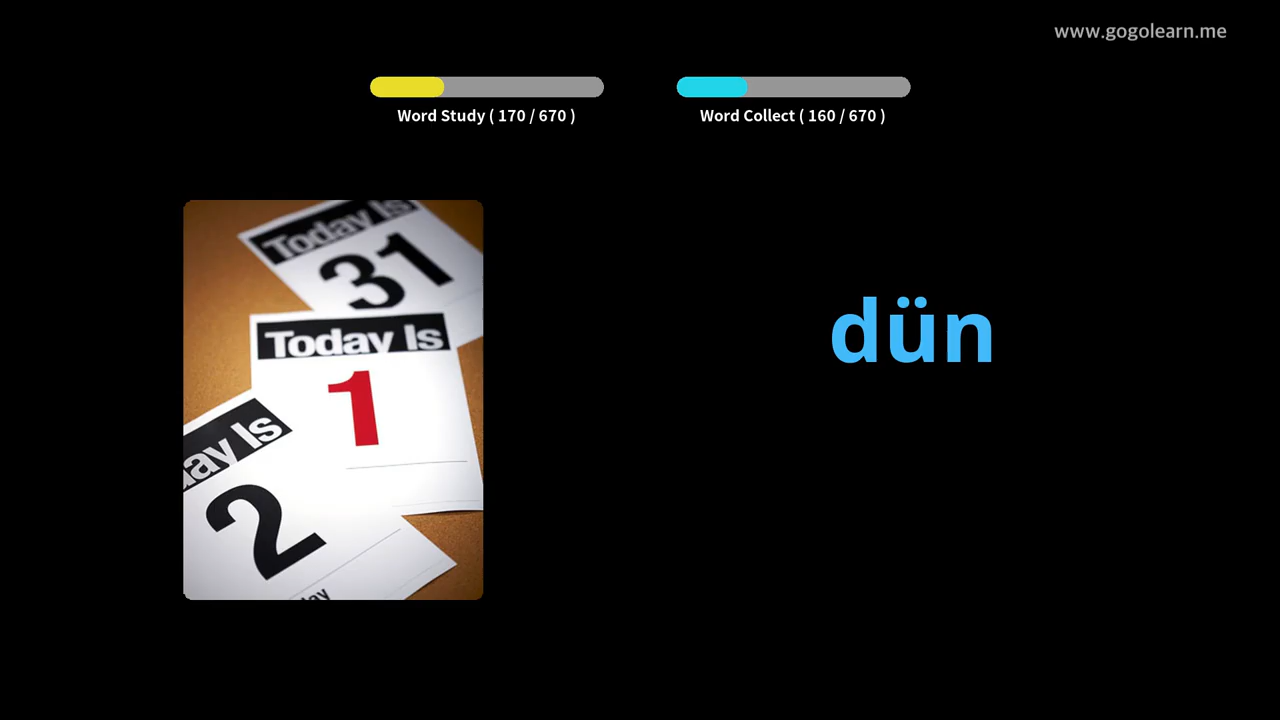 www.gogolearn.me
Word Study ( 170 / 670 )
Word Collect ( 160 / 670 )
Today Is
31
Today Is
1
dün
ay Is
2
ay